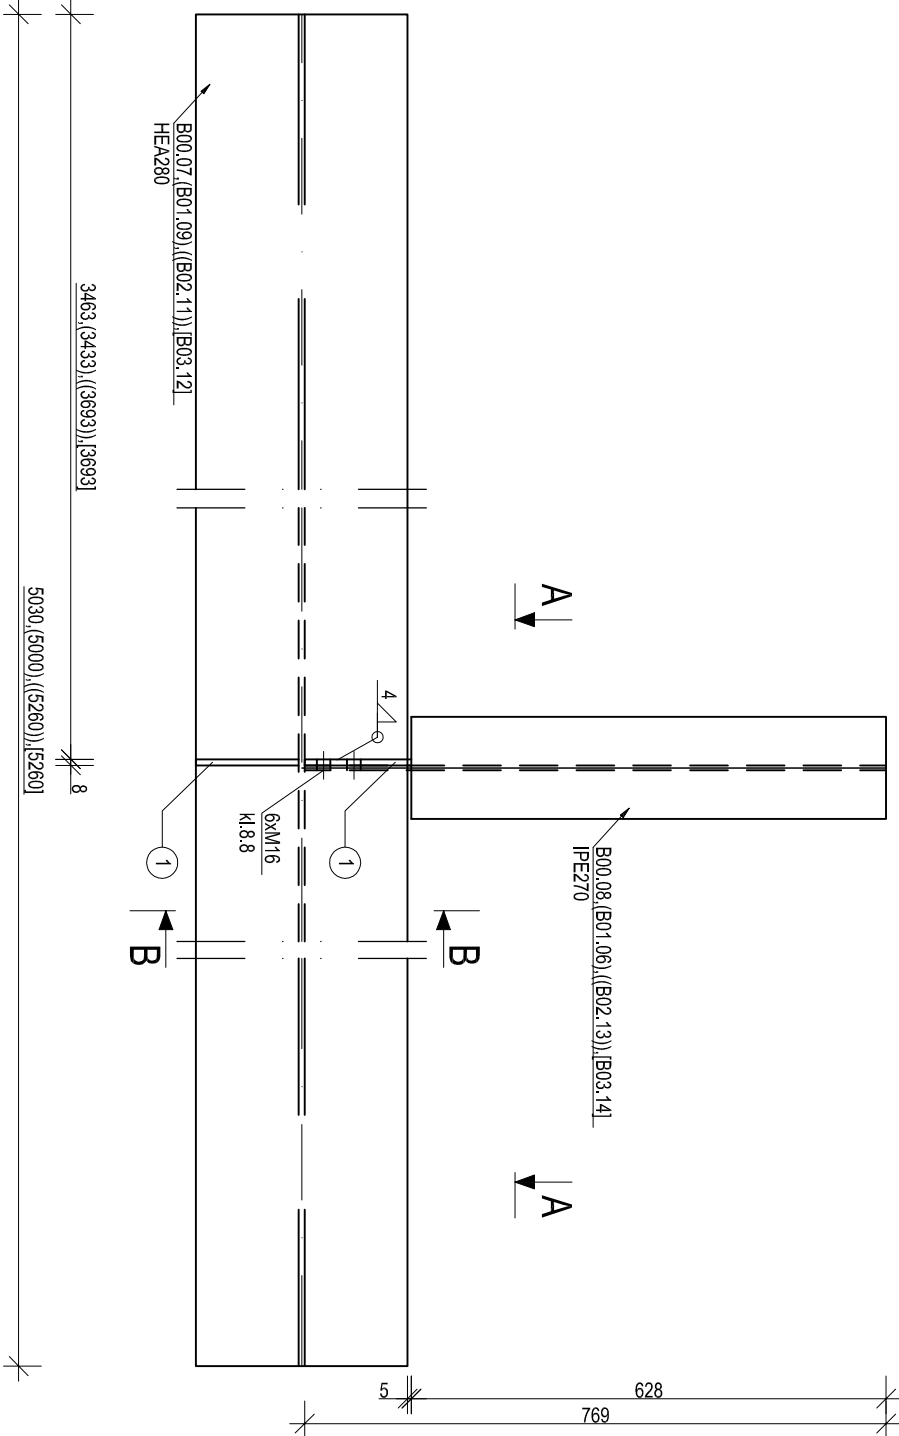 B00.07,(B01.09),((B02.11)),[B03.12]
HEA280
3463,(3433),((3693)),[3693]
8
5030,(5000),((5260)),[5260]
A
A
4
6xM16
kl.8.8
1
1
B
B
B00.08,(B01.06),((B02.13)),[B03.14]
IPE270
5
628
769